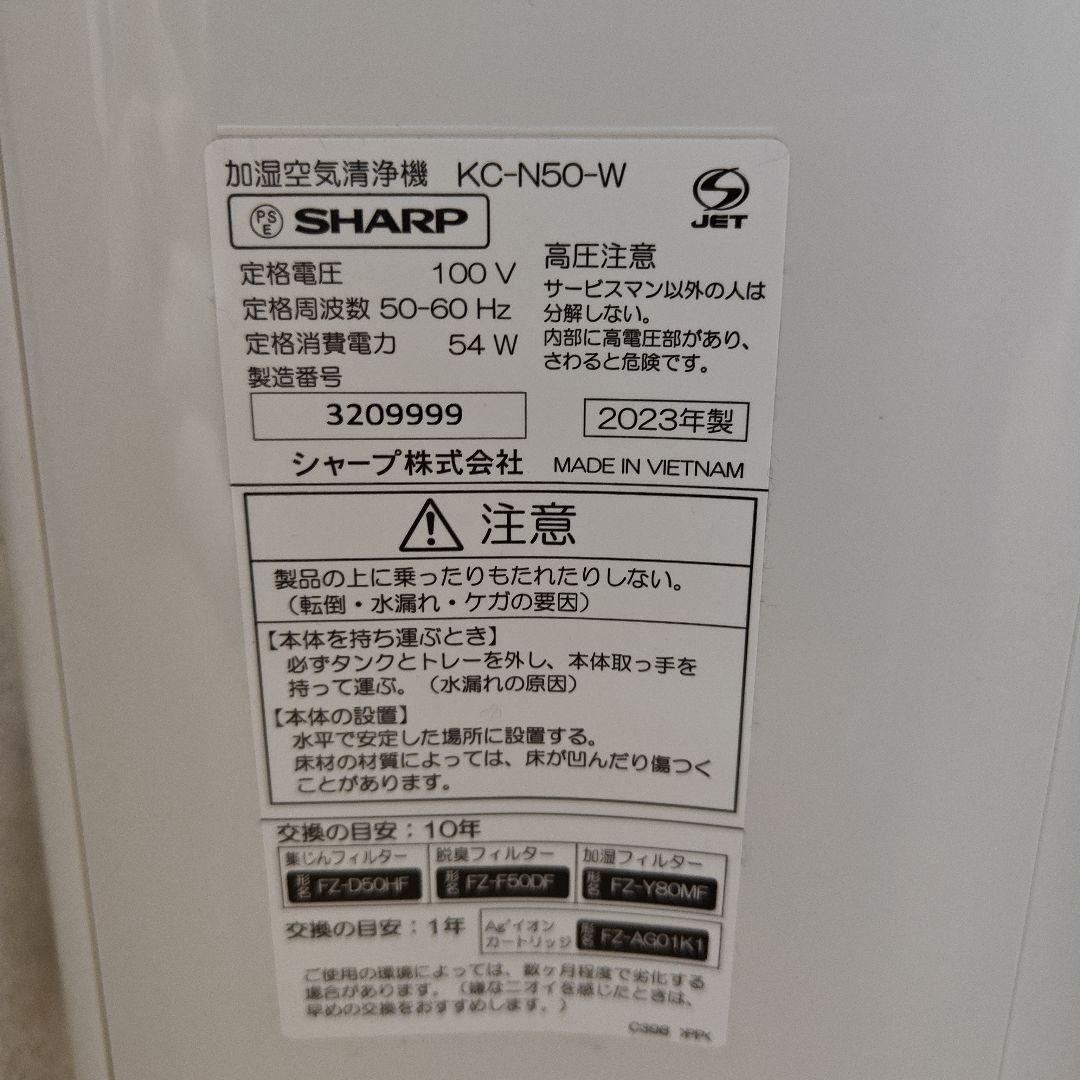 加湿空気清浄機 KC-N50-W
PSE SHARP
JET
定格電圧 100 V
定格周波数 50-60 Hz
定格消費電力 54 W
製造番号
3209999
高圧注意
サービスマン以外の人は
分解しない。
内部に高電圧部があり、
さわると危険です。
2023年製
シャープ株式会社 MADE IN VIETNAM
注意
製品の上に乗ったりもたれたりしない。
（転倒・水漏れ・ケガの要因）
【本体を持ち運ぶとき】
必ずタンクとトレーを外し、本体取っ手を
持って運ぶ。（水漏れの原因）
【本体の設置】
水平で安定した場所に設置する。
床材の材質によっては、床が凹んだり傷つく
ことがあります。
交換の目安：10年
集じんフィルター 脱臭フィルター 加湿フィルター
形名 FZ-D50HF 形名 FZ-F50DF 形名 FZ-Y80MF
交換の目安：1年 Ag⁺イオン
カートリッジ 形名 FZ-AG01K1
ご使用の環境によっては、数ヶ月程度で劣化する
場合があります。（嫌なニオイを感じたときは、
早めの交換をおすすめします。）
>PP<